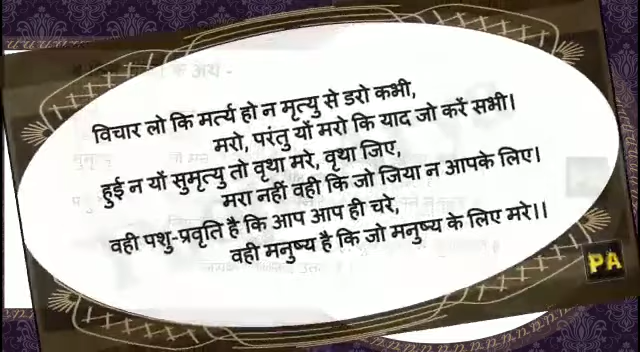 विचार लो कि मर्त्य हो न मृत्यु से डरो कभी,
मरो, परंतु यों मरो कि याद जो करें सभी।
हुई न यों सुमृत्यु तो वृथा मरे, वृथा जिए,
मरा नहीं वही कि जो जिया न आपके लिए।
वही पशु-प्रवृति है कि आप आप ही चरे,
वही मनुष्य है कि जो मनुष्य के लिए मरे।।
PA